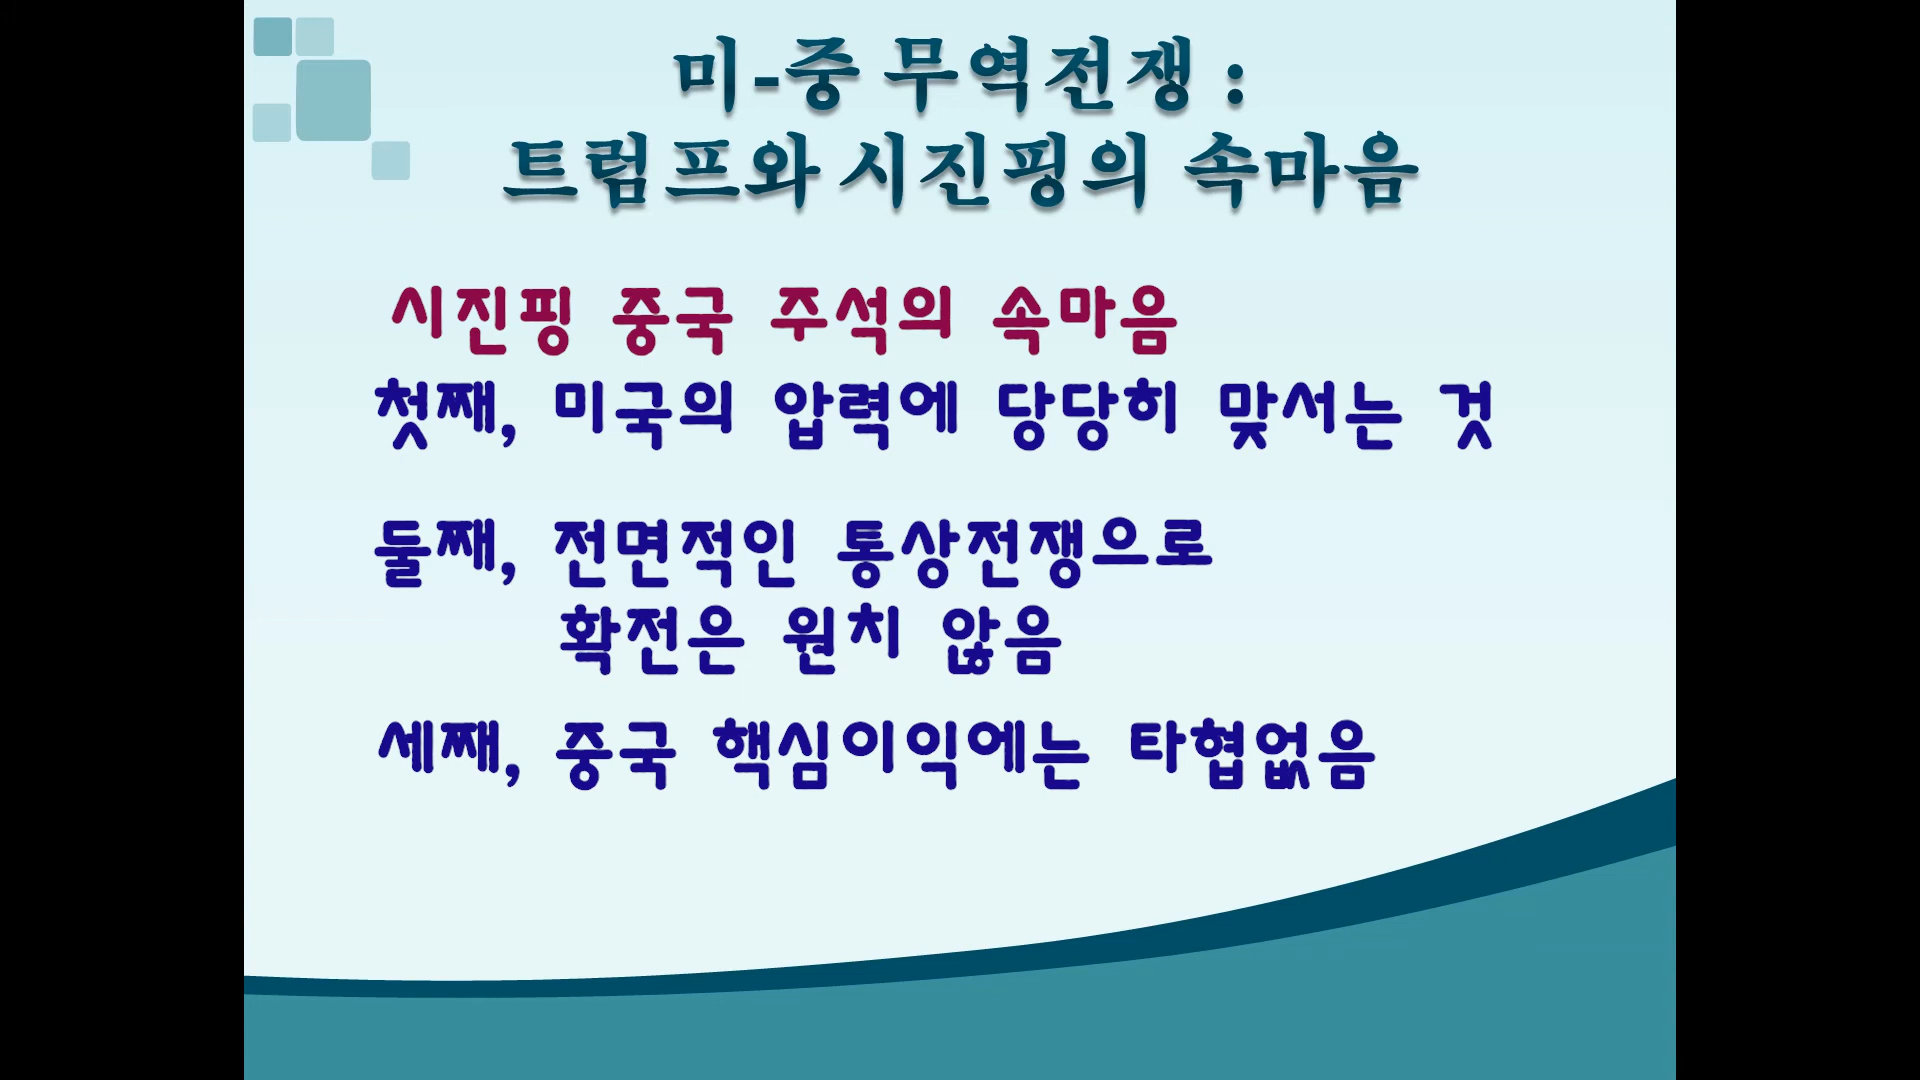 미-중 무역전쟁 :
트럼프와 시진핑의 속마음
시진핑 중국 주석의 속마음
첫째, 미국의 압력에 당당히 맞서는 것
둘째, 전면적인 통상전쟁으로
확전은 원치 않음
세째, 중국 핵심이익에는 타협없음